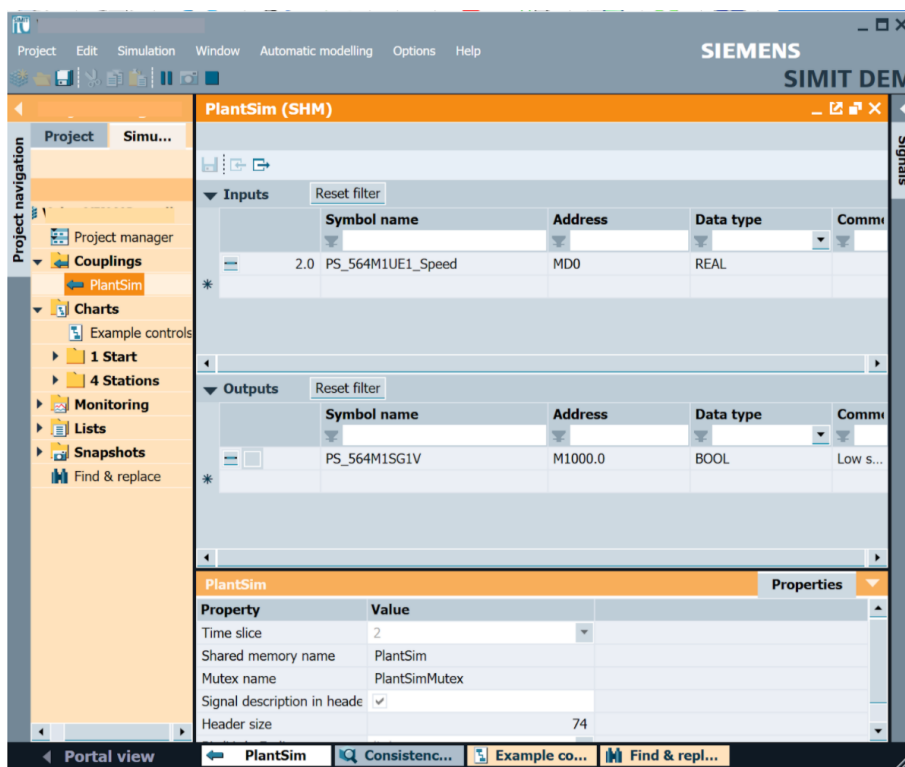 SIMIT
Project Edit Simulation Window Automatic modelling Options Help
SIEMENS
SIMIT DEM
PlantSim (SHM)
Project navigation
Project Simu...
Signals
Inputs Reset filter
Symbol name Address Data type Comme
2.0 PS_564M1UE1_Speed MD0 REAL
*
Project manager
Couplings
PlantSim
Charts
Example controls
1 Start
4 Stations
Monitoring
Lists
Snapshots
Find & replace
Outputs Reset filter
Symbol name Address Data type Comme
PS_564M1SG1V M1000.0 BOOL Low s...
*
PlantSim Properties
Property Value
Time slice 2
Shared memory name PlantSim
Mutex name PlantSimMutex
Signal description in heade
Header size 74
Portal view PlantSim Consistenc... Example co... Find & repl...